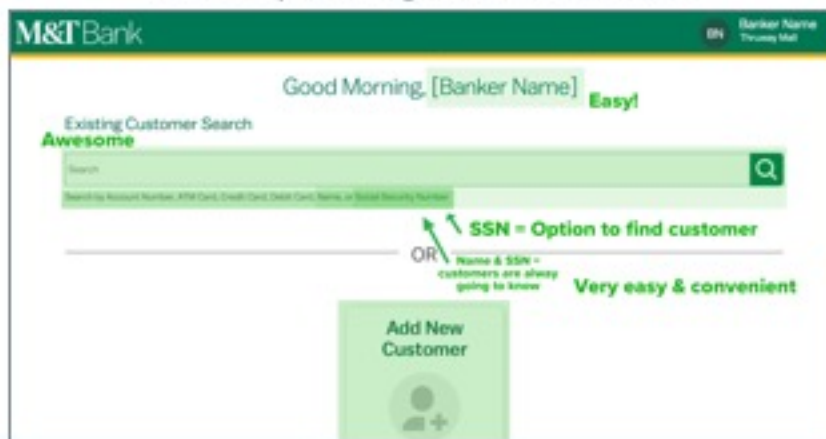 M&T Bank
BN
Banker Name
Thruway Mall
Good Morning, [Banker Name]
Easy!
Existing Customer Search
Awesome
Search
Search by Account Number, ATM Card, Credit Card, Debit Card, Name, or Social Security Number
SSN = Option to find customer
OR
Name & SSN =
customers are alway
going to know
Very easy & convenient
Add New
Customer